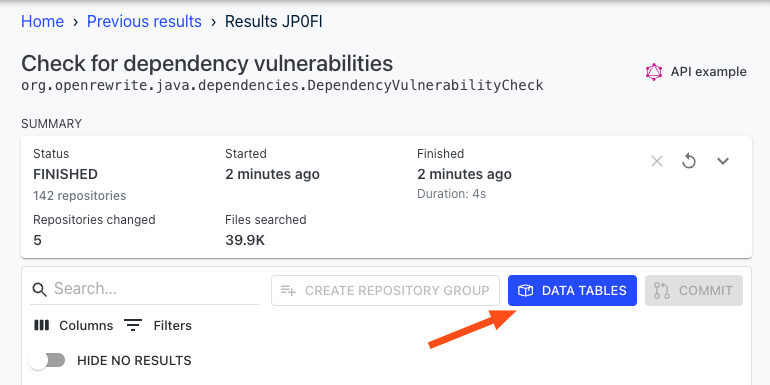 Home › Previous results › Results JP0FI
Check for dependency vulnerabilities
org.openrewrite.java.dependencies.DependencyVulnerabilityCheck
API example
SUMMARY
Status Started Finished
FINISHED 2 minutes ago 2 minutes ago
142 repositories Duration: 4s
Repositories changed Files searched
5 39.9K
Search... CREATE REPOSITORY GROUP DATA TABLES COMMIT
Columns Filters
HIDE NO RESULTS